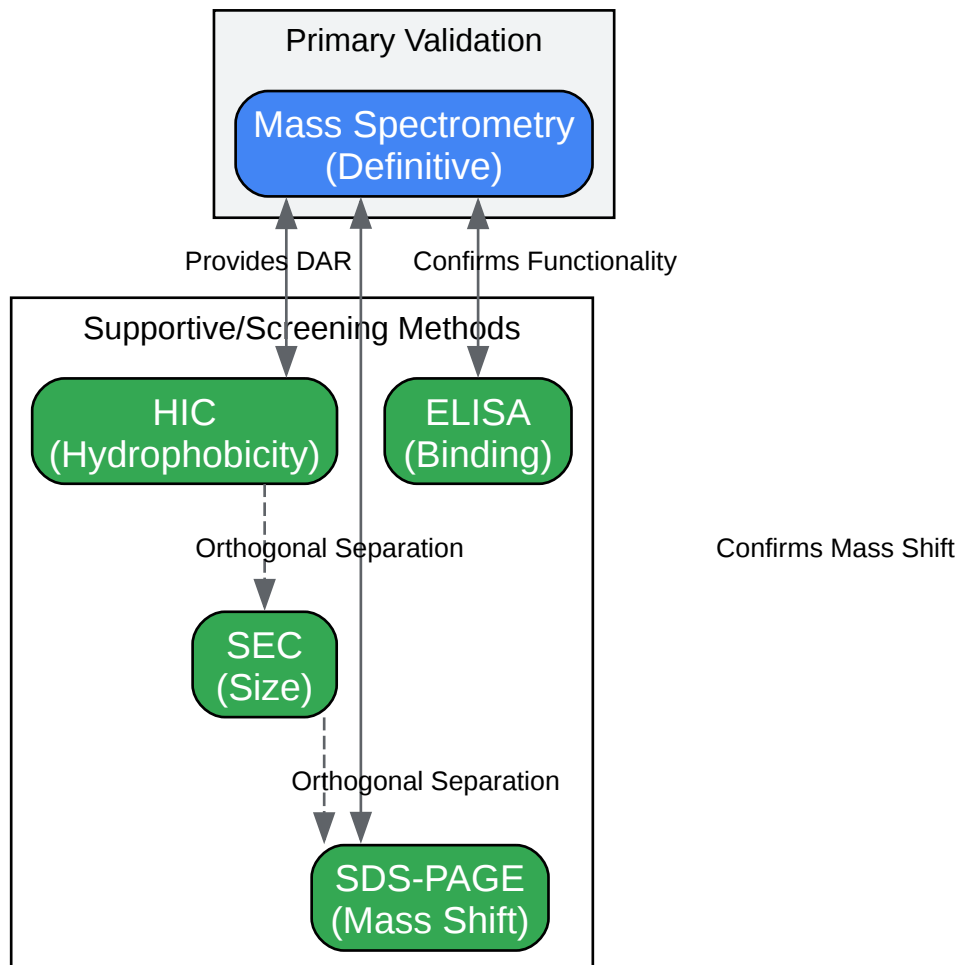 Primary Validation
Mass Spectrometry
(Definitive)
Provides DAR
Confirms Functionality
Supportive/Screening Methods
HIC
(Hydrophobicity)
ELISA
(Binding)
Orthogonal Separation
Confirms Mass Shift
SEC
(Size)
Orthogonal Separation
SDS-PAGE
(Mass Shift)